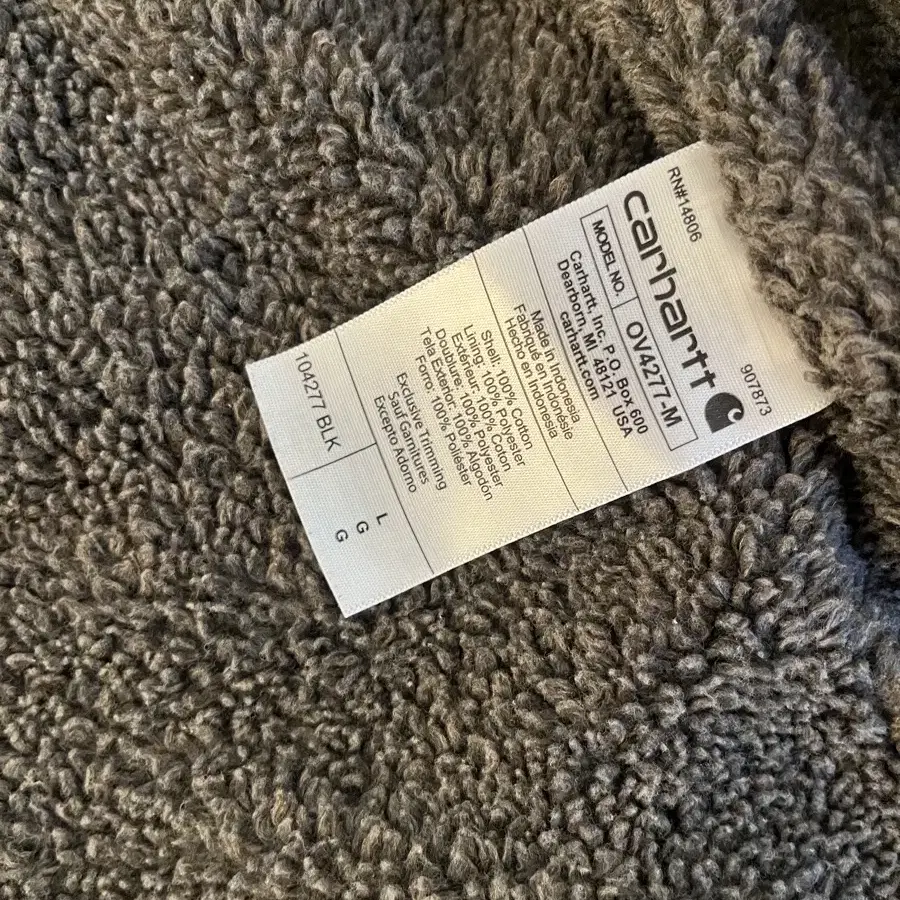 RN#14806
907873
carhartt
MODEL NO.
OV4277-M
Carhartt, Inc., P.O. Box 600
Dearborn, MI 48121 USA
carhartt.com
Made in Indonesia
Fabriqué en Indonésie
Hecho en Indonesia
Shell: 100% Cotton
Lining: 100% Polyester
Extérieur: 100% Coton
Doublure: 100% Polyester
Tela Exterior: 100% Algodón
Forro: 100% Poliéster
Exclusive Trimming
Sauf Garnitures
Excepto Adorno
104277 BLK
L
G
G